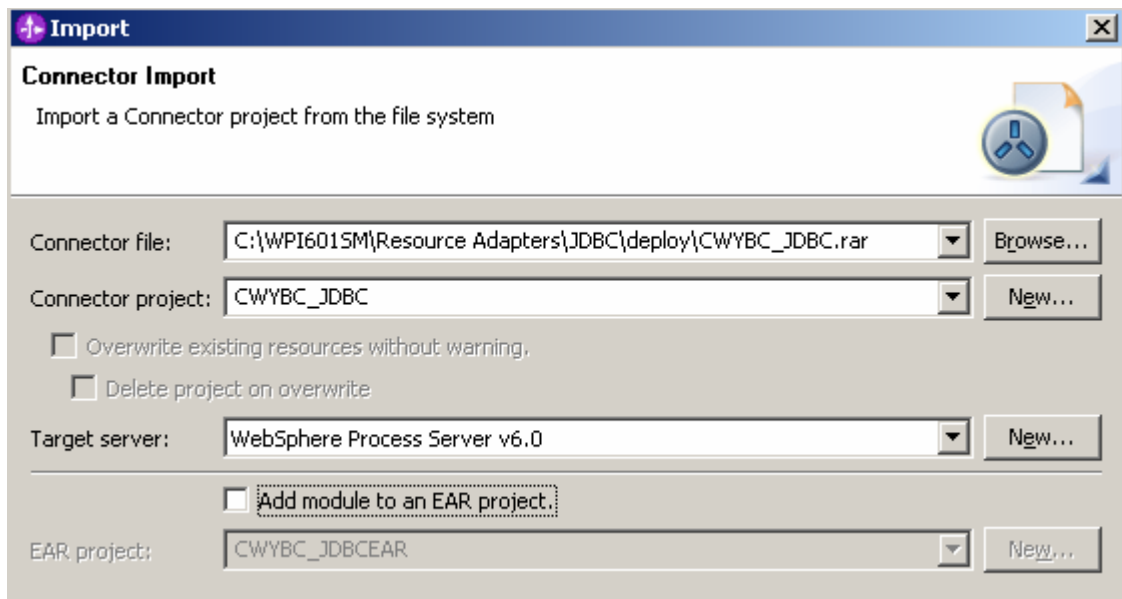 Import
Connector Import
Import a Connector project from the file system
Connector file: C:\WPI601SM\Resource Adapters\JDBC\deploy\CWYBC_JDBC.rar Browse...
Connector project: CWYBC_JDBC New...
Overwrite existing resources without warning.
Delete project on overwrite
Target server: WebSphere Process Server v6.0 New...
Add module to an EAR project.
EAR project: CWYBC_JDBCEAR New...